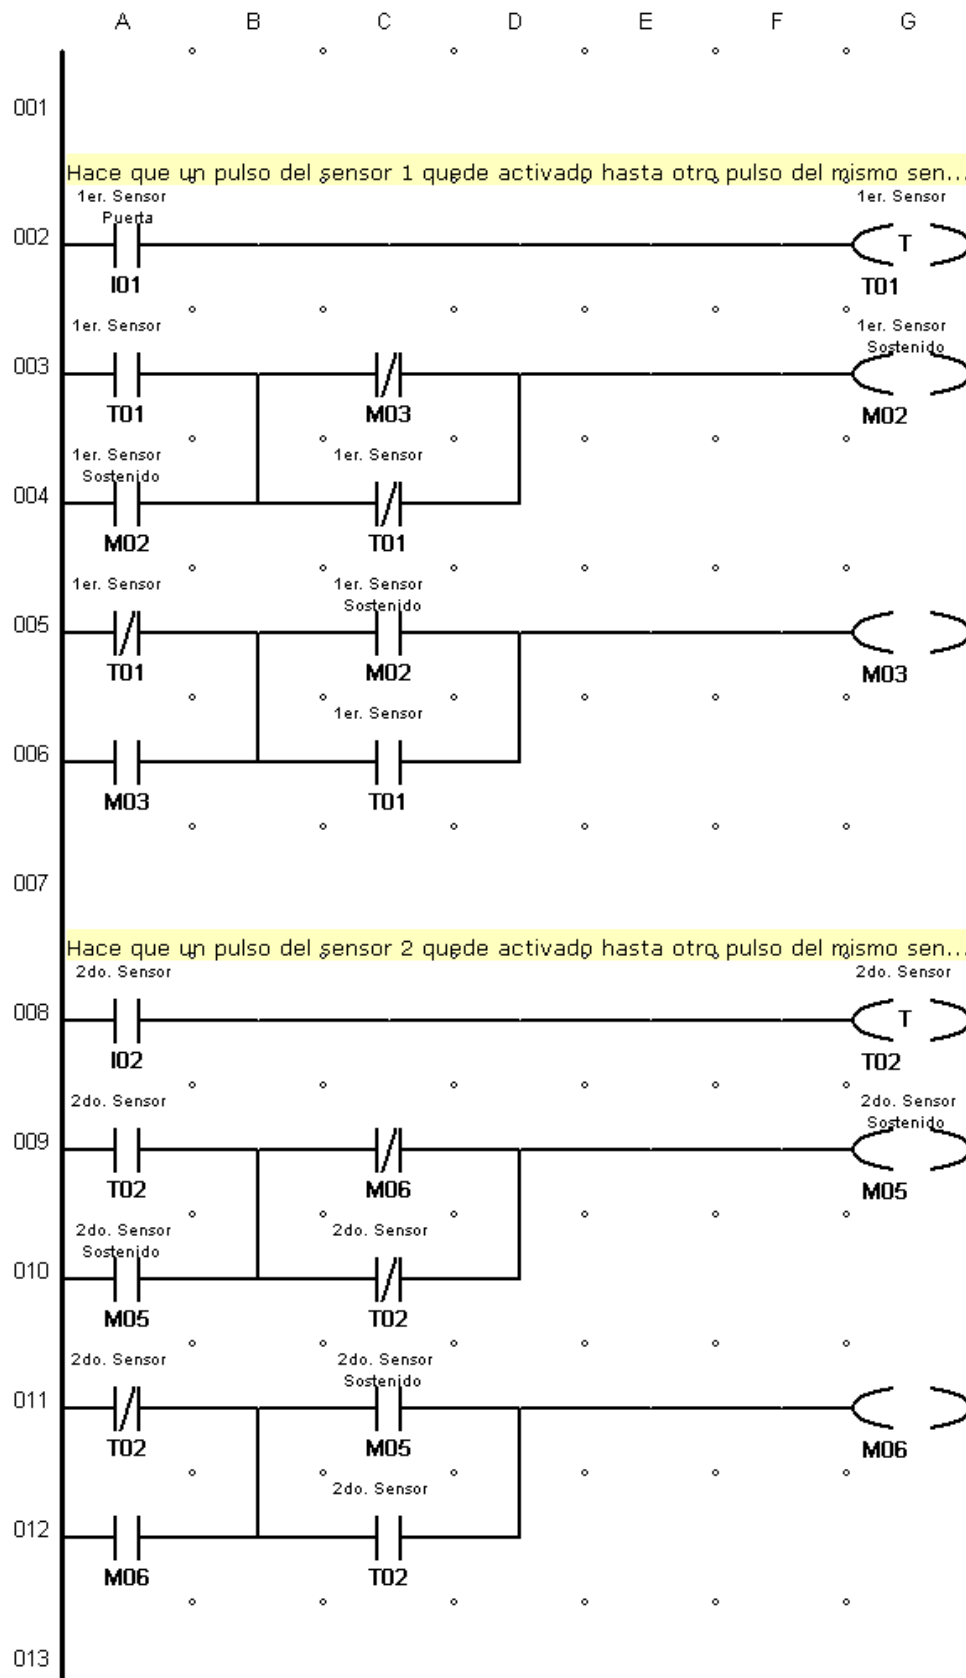 A B C D E F G
001
Hace que un pulso del sensor 1 quede activado hasta otro pulso del mismo sen...
1er. Sensor 1er. Sensor
Puerta
002 T
I01 T01
1er. Sensor 1er. Sensor
Sostenido
003
T01 M03 M02
1er. Sensor 1er. Sensor
Sostenido
004
M02 T01
1er. Sensor 1er. Sensor
Sostenido
005
T01 M02 M03
1er. Sensor
006
M03 T01
007
Hace que un pulso del sensor 2 quede activado hasta otro pulso del mismo sen...
2do. Sensor 2do. Sensor
008 T
I02 T02
2do. Sensor 2do. Sensor
Sostenido
009
T02 M06 M05
2do. Sensor 2do. Sensor
Sostenido
010
M05 T02
2do. Sensor 2do. Sensor
Sostenido
011
T02 M05 M06
2do. Sensor
012
M06 T02
013